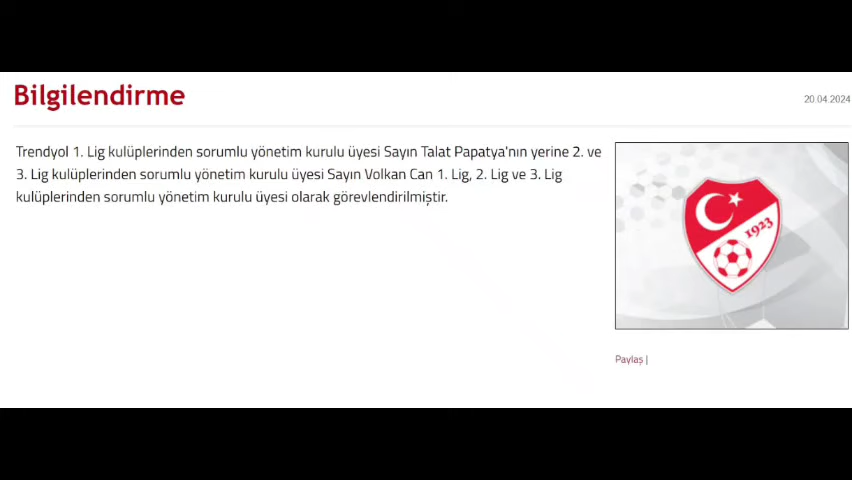 Bilgilendirme
20.04.2024
Trendyol 1. Lig kulüplerinden sorumlu yönetim kurulu üyesi Sayın Talat Papatya'nın yerine 2. ve
3. Lig kulüplerinden sorumlu yönetim kurulu üyesi Sayın Volkan Can 1. Lig, 2. Lig ve 3. Lig
kulüplerinden sorumlu yönetim kurulu üyesi olarak görevlendirilmiştir.
1923
Paylaş |